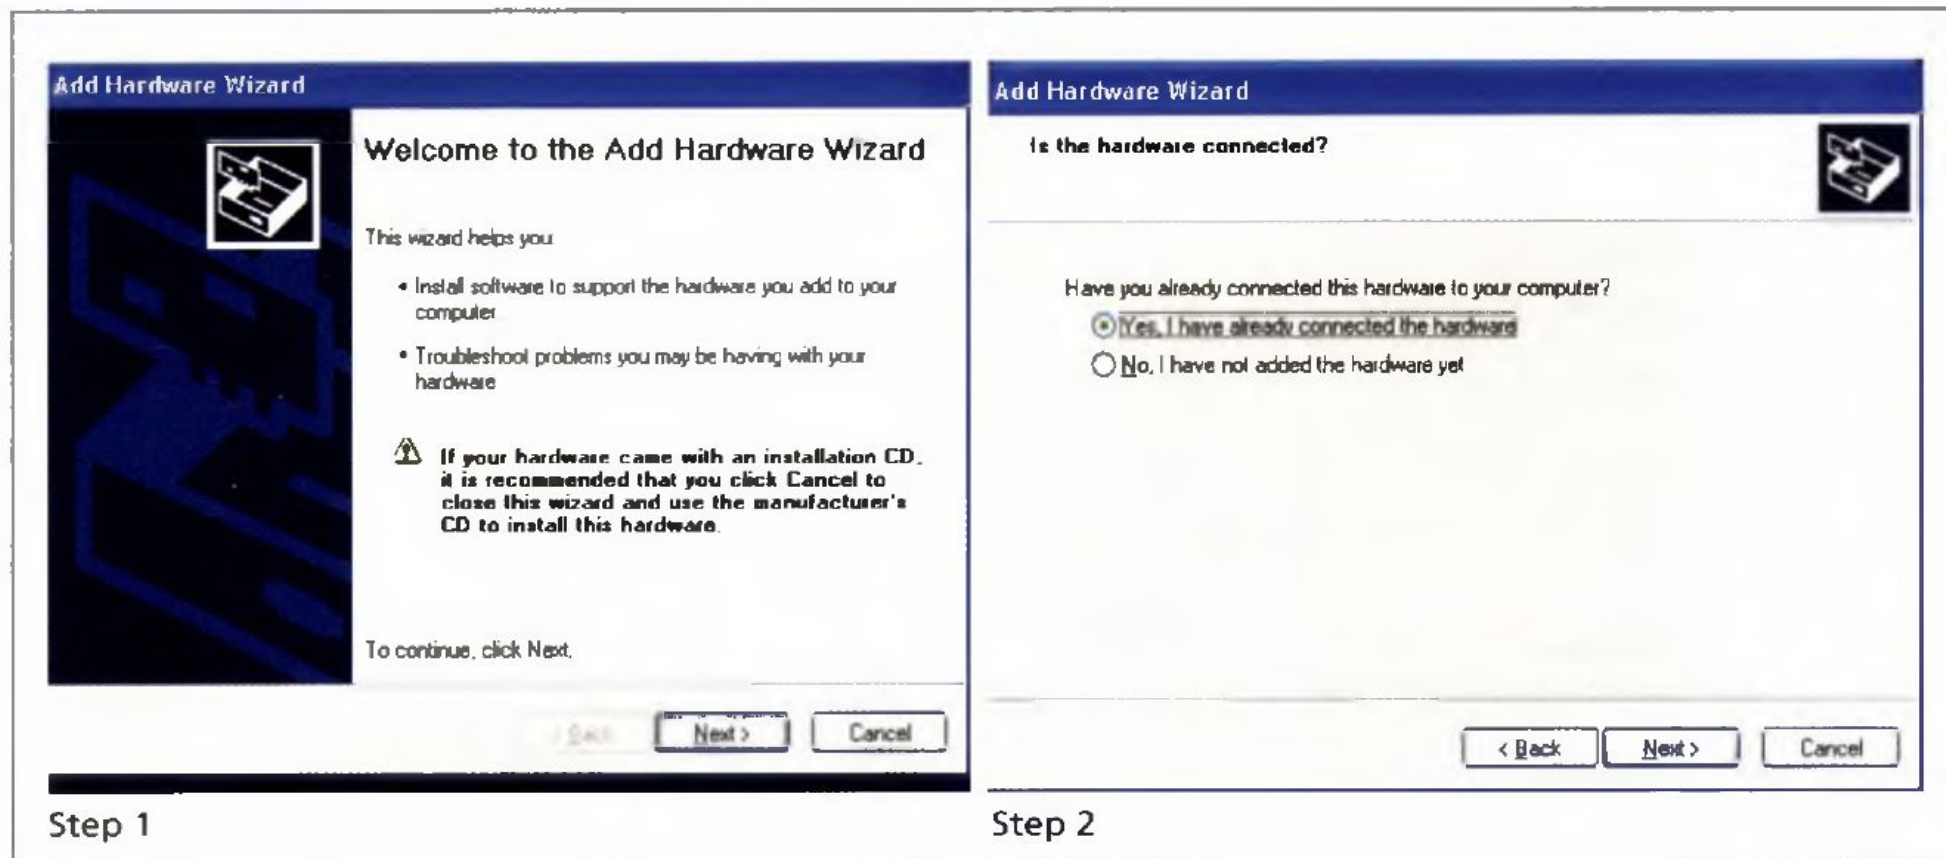 Add Hardware Wizard
Welcome to the Add Hardware Wizard
This wizard helps you
• Install software to support the hardware you add to your
computer
• Troubleshoot problems you may be having with your
hardware
If your hardware came with an installation CD,
it is recommended that you click Cancel to
close this wizard and use the manufacturer's
CD to install this hardware.
To continue, click Next.
< Back Next > Cancel
Step 1
Add Hardware Wizard
Is the hardware connected?
Have you already connected this hardware to your computer?
Yes, I have already connected the hardware
No, I have not added the hardware yet
< Back Next > Cancel
Step 2